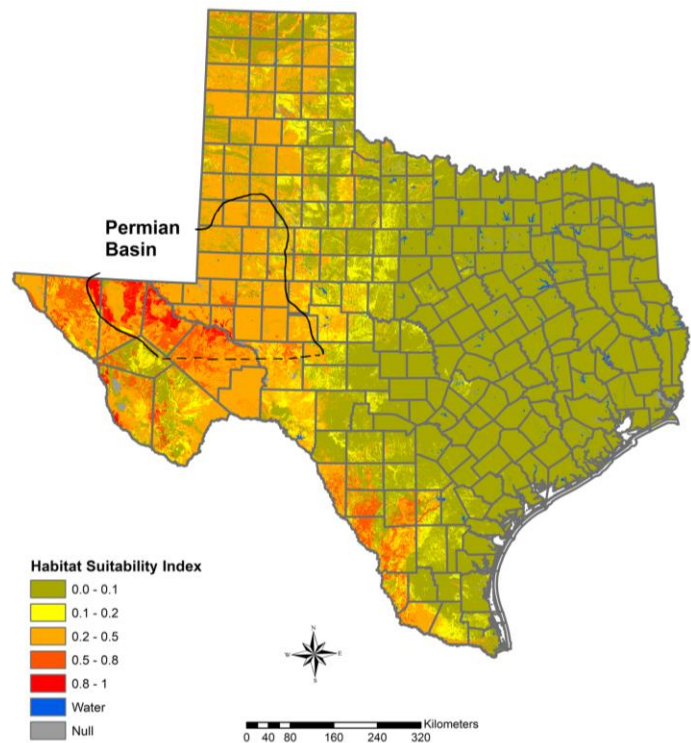 Permian
Basin
Habitat Suitability Index
0.0 - 0.1
0.1 - 0.2
0.2 - 0.5
0.5 - 0.8
0.8 - 1
Water
Null
N
W
E
S
Kilometers
0 40 80 160 240 320